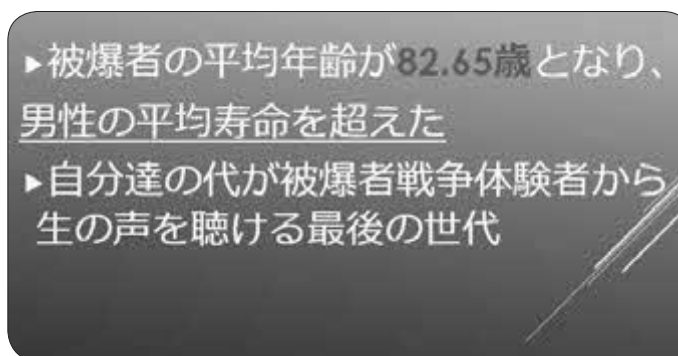 ▸被爆者の平均年齢が82.65歳となり、
男性の平均寿命を超えた
▸自分達の代が被爆者戦争体験者から
生の声を聴ける最後の世代